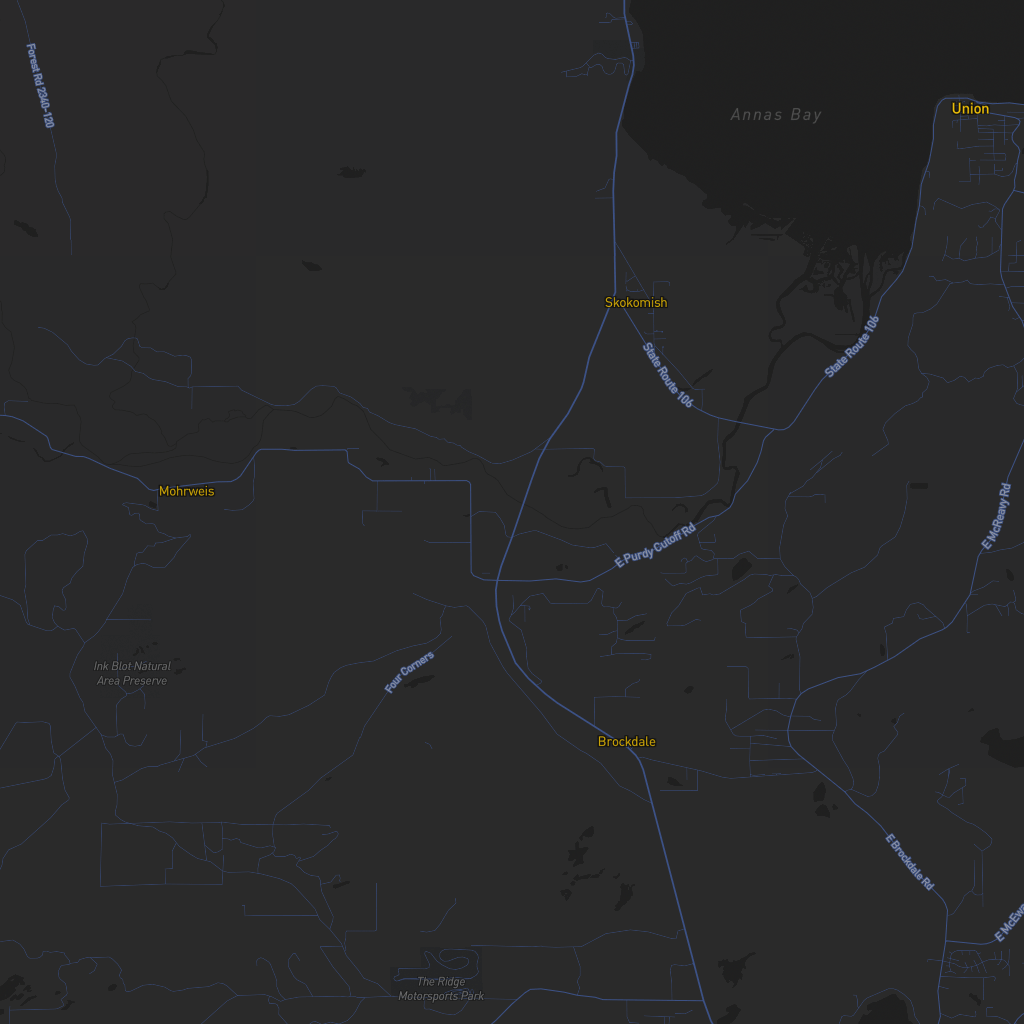 Forest Rd 2340-120
Annas Bay
Union
Skokomish
State Route 106
State Route 106
Mohrweis
E McReavy Rd
E Purdy Cutoff Rd
Ink Blot Natural
Area Preserve
Four Corners
Brockdale
E Brockdale Rd
E McEwa
The Ridge
Motorsports Park